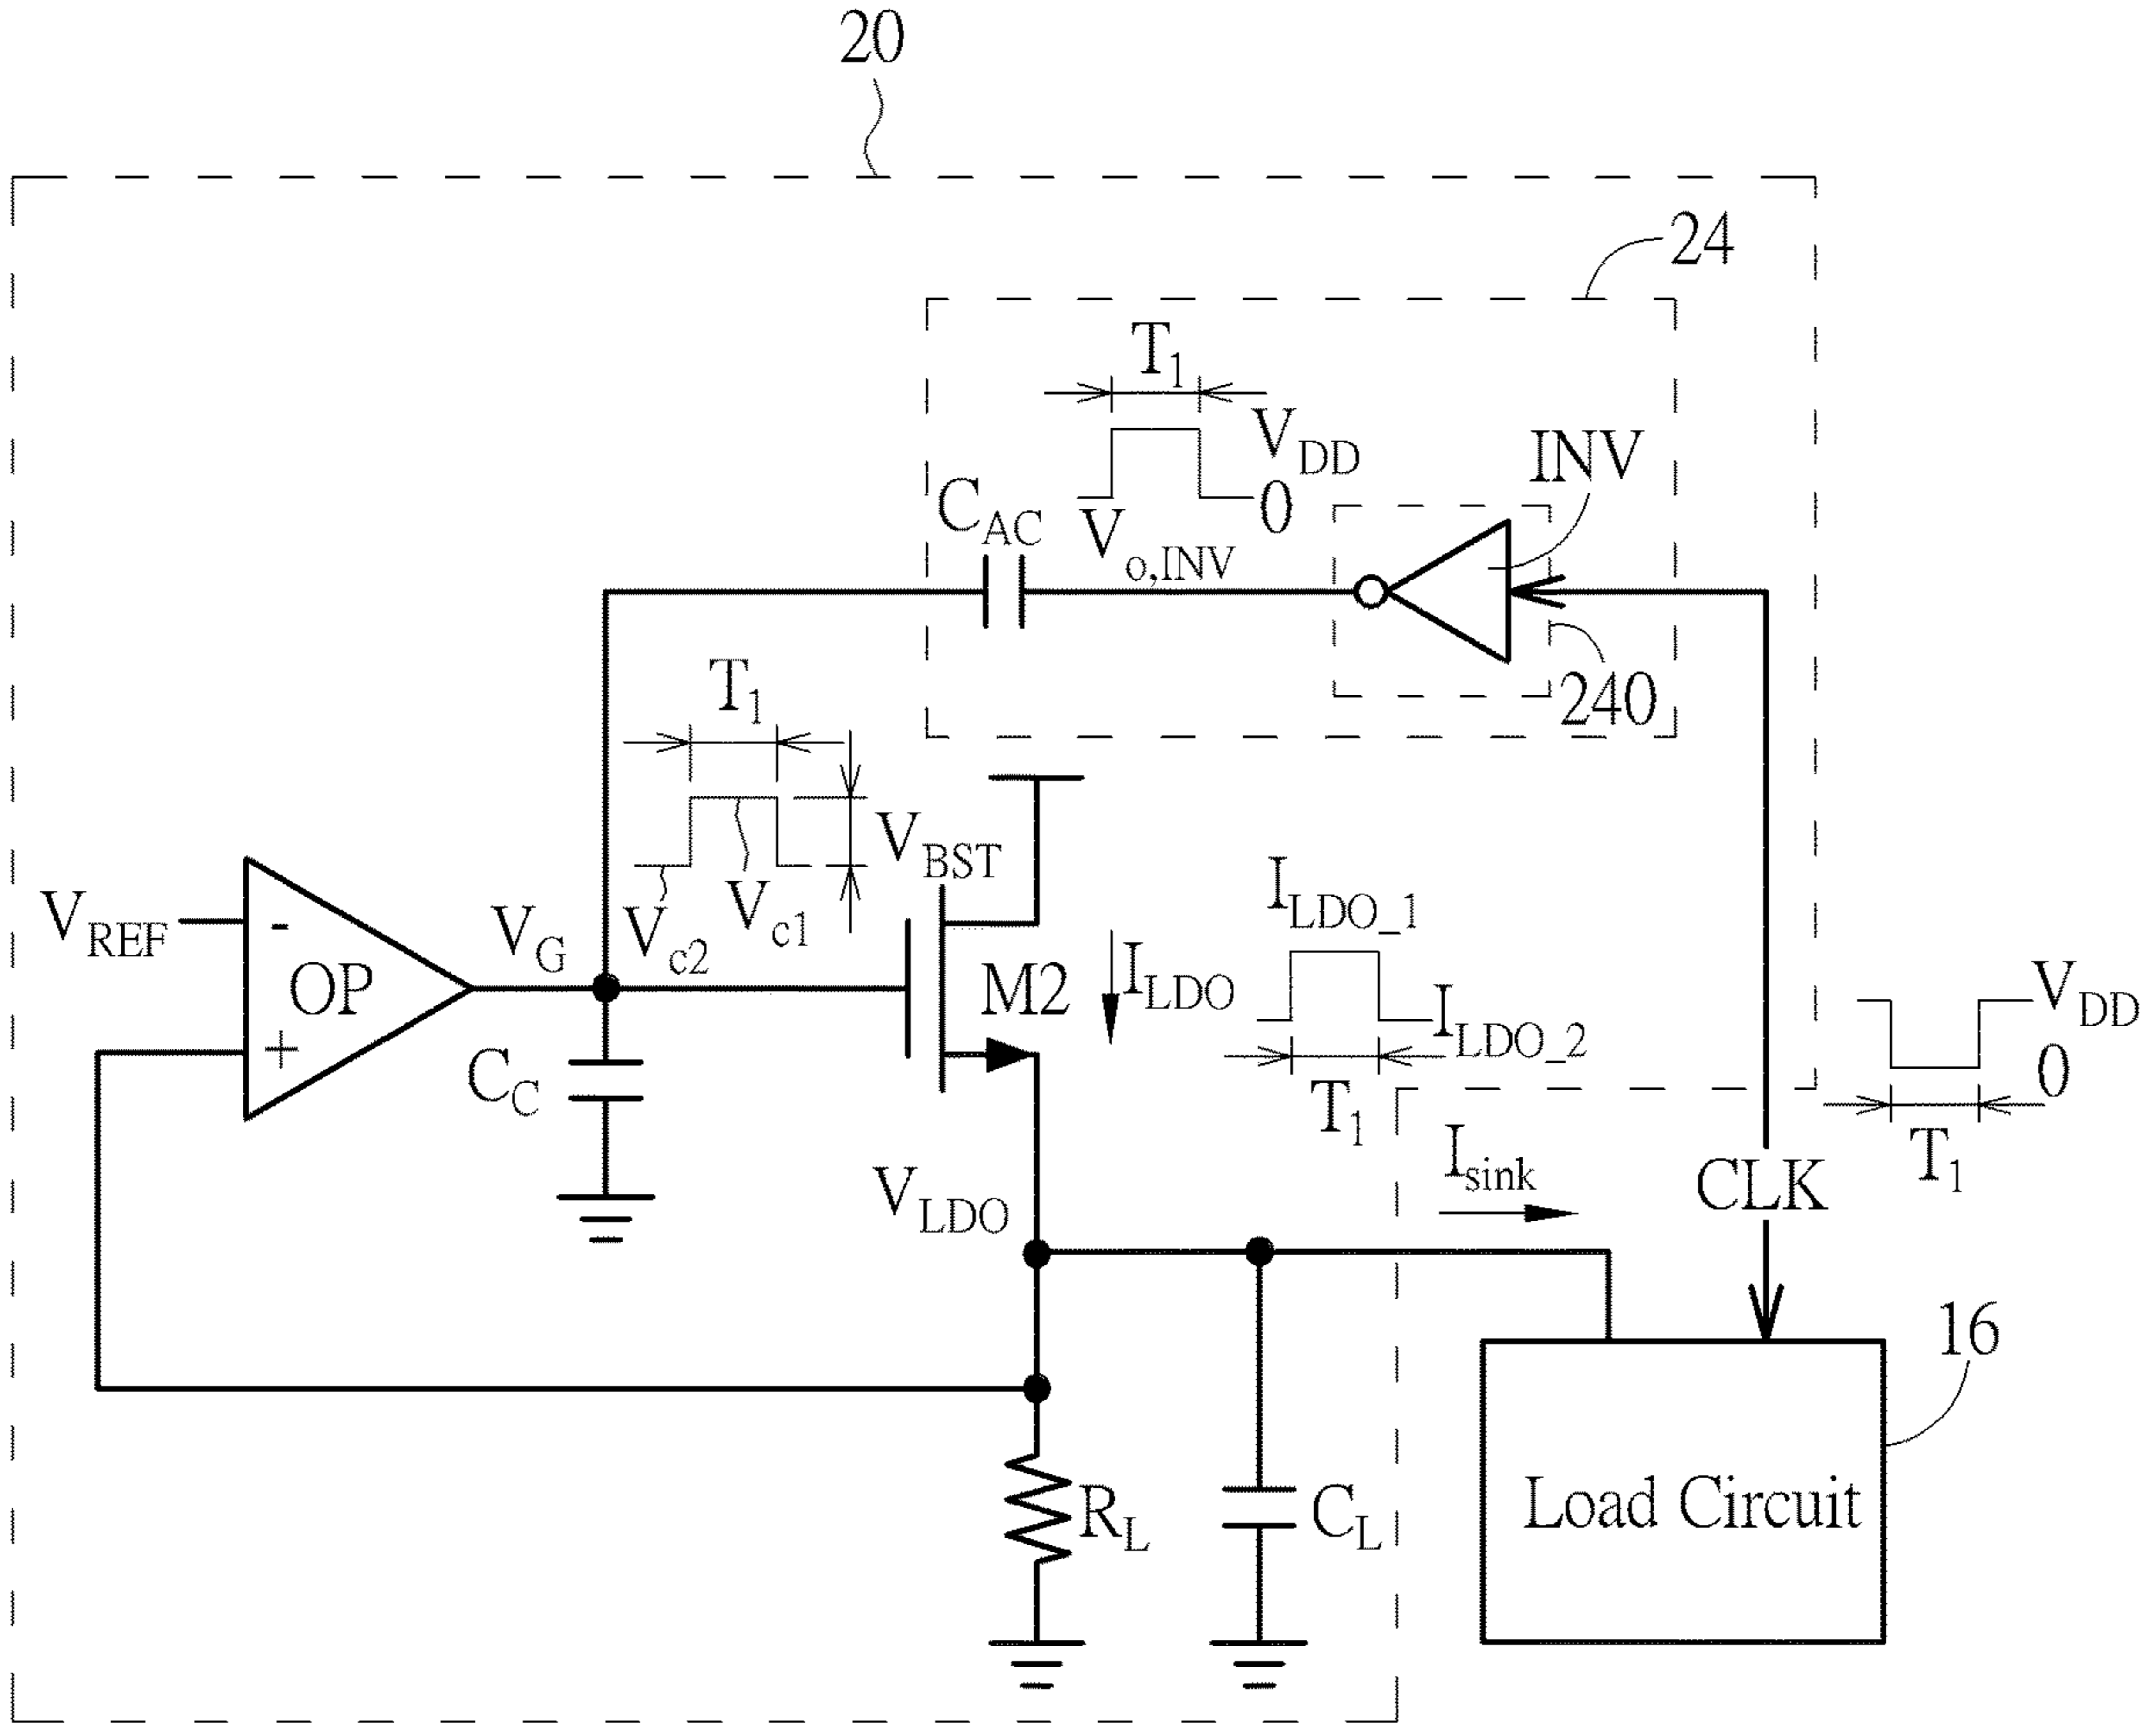 20
24
T1
VDD
0
INV
CAC
Vo,INV
240
T1
VBST
Vc1
Vc2
VREF
-
OP
+
VG
M2
ILDO
ILDO_1
ILDO_2
T1
VDD
0
T1
CC
VLDO
Isink
CLK
16
RL
CL
Load Circuit